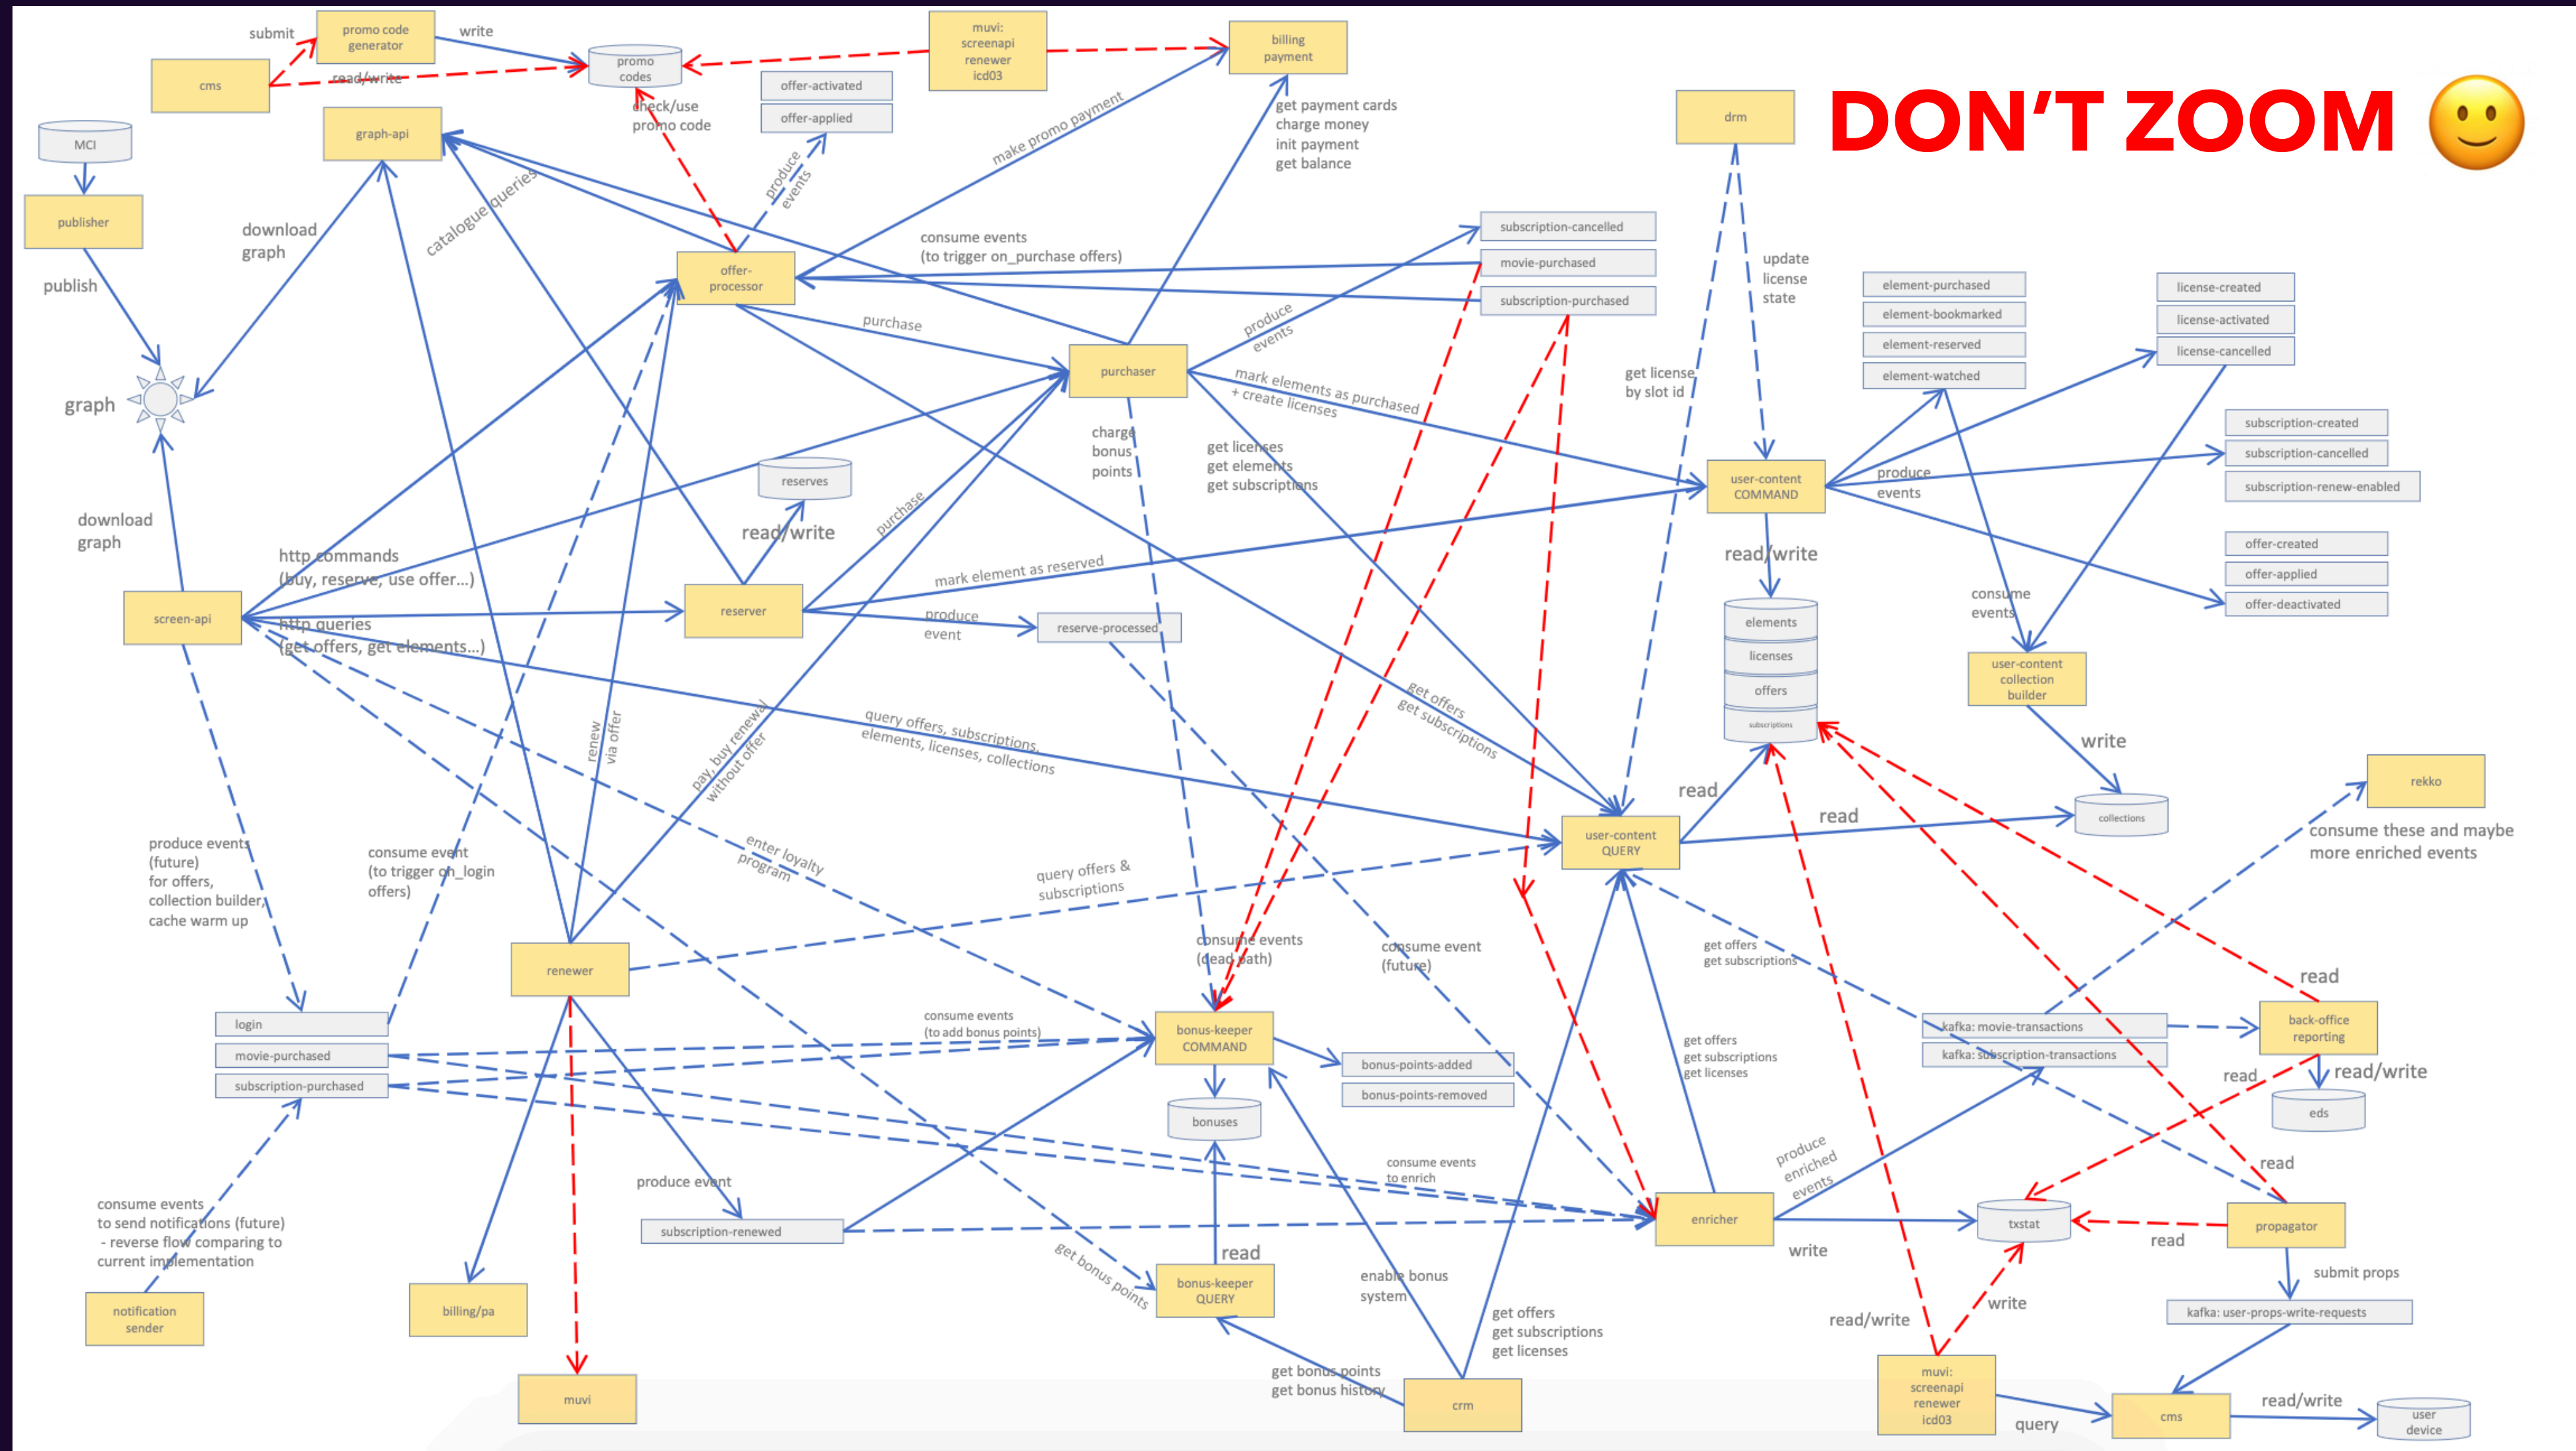 submit
promo code
generator
write
cms
read/write
promo
codes
muvi:
screenapi
renewer
icd03
billing
payment
DON'T ZOOM
offer-activated
offer-applied
check/use
promo code
make promo payment
get payment cards
charge money
init payment
get balance
drm
MCI
graph-api
publisher
download
graph
catalogue queries
produce
events
publish
offer-
processor
consume events
(to trigger on_purchase offers)
subscription-cancelled
movie-purchased
subscription-purchased
update
license
state
element-purchased
element-bookmarked
element-reserved
element-watched
license-created
license-activated
license-cancelled
purchase
produce
events
purchaser
graph
mark elements as purchased
+ create licenses
get license
by slot id
charge
bonus
points
get licenses
get elements
get subscriptions
subscription-created
subscription-cancelled
subscription-renew-enabled
user-content
COMMAND
produce
events
reserves
read/write
purchase
download
graph
http commands
(buy, reserve, use offer...)
mark element as reserved
read/write
offer-created
offer-applied
offer-deactivated
screen-api
http queries
(get offers, get elements...)
reserver
produce
event
reserve-processed
elements
licenses
offers
subscriptions
consume
events
user-content
collection
builder
get offers
get subscriptions
query offers, subscriptions,
elements, licenses, collections
renew
via offer
pay, buy renewal
without offer
write
rekko
read
read
collections
consume these and maybe
more enriched events
user-content
QUERY
produce events
(future)
for offers,
collection builder,
cache warm up
consume event
(to trigger on_login
offers)
enter loyalty
program
query offers &
subscriptions
consume events
(dead path)
consume event
(future)
get offers
get subscriptions
renewer
read
login
movie-purchased
subscription-purchased
consume events
(to add bonus points)
bonus-keeper
COMMAND
bonus-points-added
bonus-points-removed
get offers
get subscriptions
get licenses
kafka: movie-transactions
kafka: subscription-transactions
back-office
reporting
read
read/write
eds
bonuses
produce event
subscription-renewed
consume events
to enrich
produce
enriched
events
read
consume events
to send notifications (future)
- reverse flow comparing to
current implementation
enricher
write
txstat
read
propagator
get bonus points
read
bonus-keeper
QUERY
enable bonus
system
submit props
kafka: user-props-write-requests
notification
sender
billing/pa
get offers
get subscriptions
get licenses
read/write
write
muvi
get bonus points
get bonus history
crm
muvi:
screenapi
renewer
icd03
query
cms
read/write
user
device